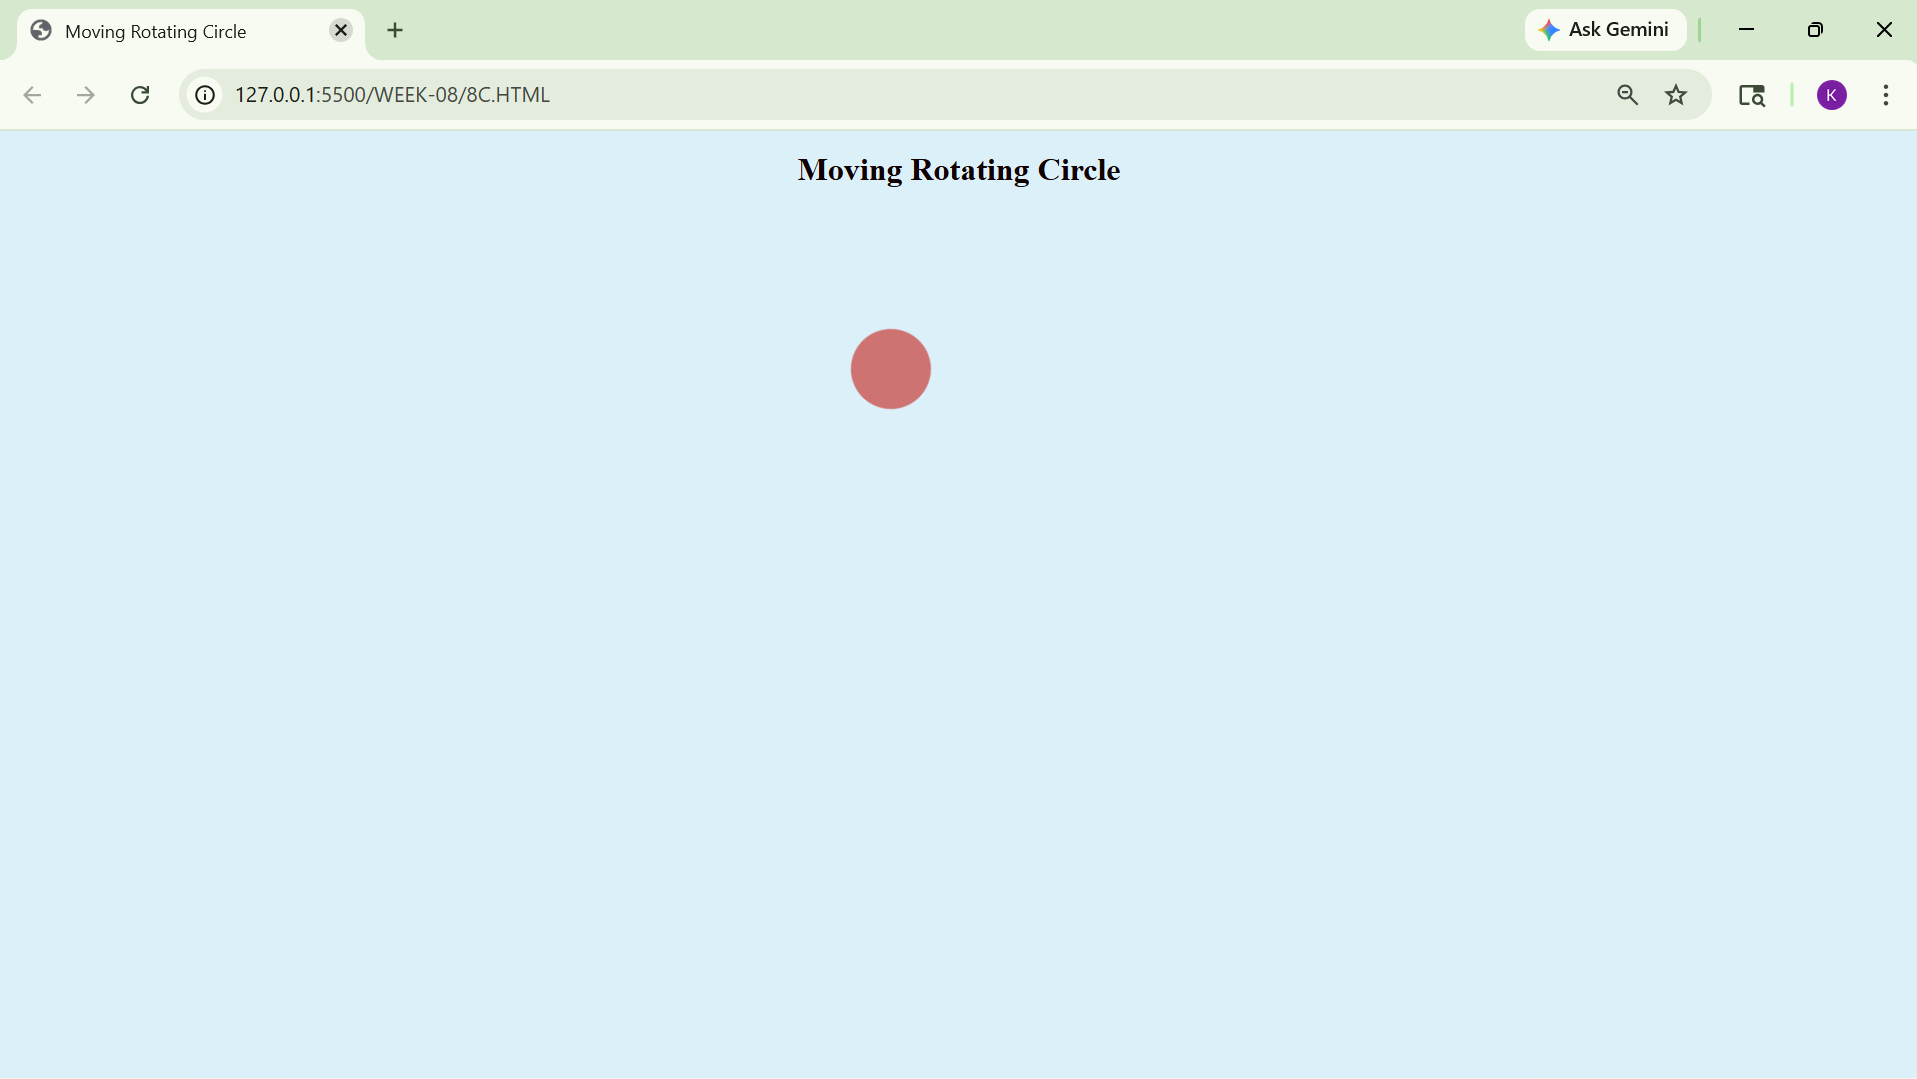 Moving Rotating Circle
Ask Gemini
127.0.0.1:5500/WEEK-08/8C.HTML
K
Moving Rotating Circle